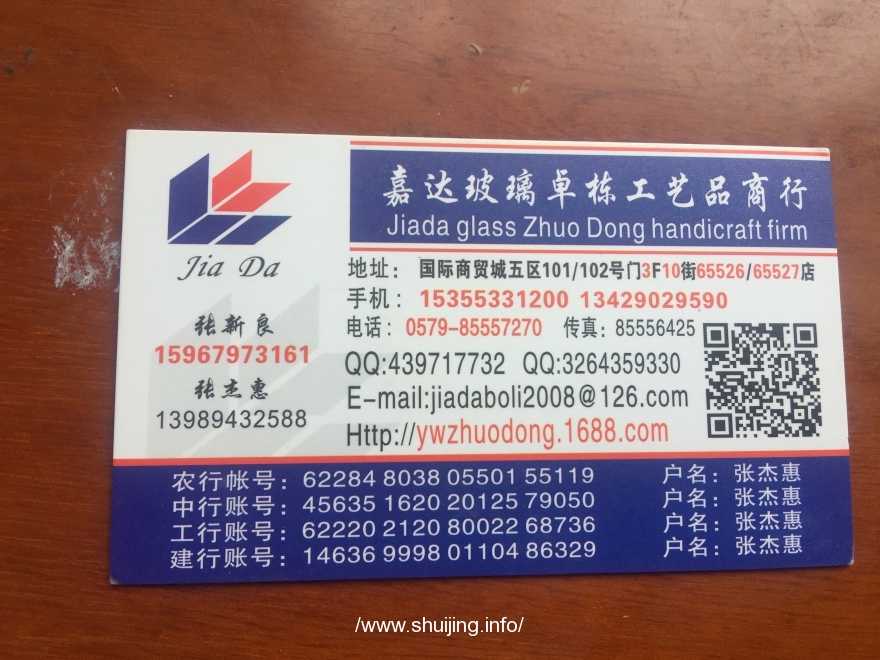 嘉达玻璃卓栋工艺品商行
Jiada glass Zhuo Dong handicraft firm
Jia Da
张新良
15967973161
张杰惠
13989432588
地址：国际商贸城五区101/102号门3F10街65526/65527店
手机：15355331200 13429029590
电话：0579-85557270 传真：85556425
QQ:439717732 QQ:3264359330
E-mail:jiadaboli2008@126.com
Http://ywzhuodong.1688.com
农行帐号：62284 8038 05501 55119 户名：张杰惠
中行账号：45635 1620 20125 79050 户名：张杰惠
工行账号：62220 2120 80022 68736 户名：张杰惠
建行账号：14636 9998 01104 86329 户名：张杰惠
/www.shuijing.info/